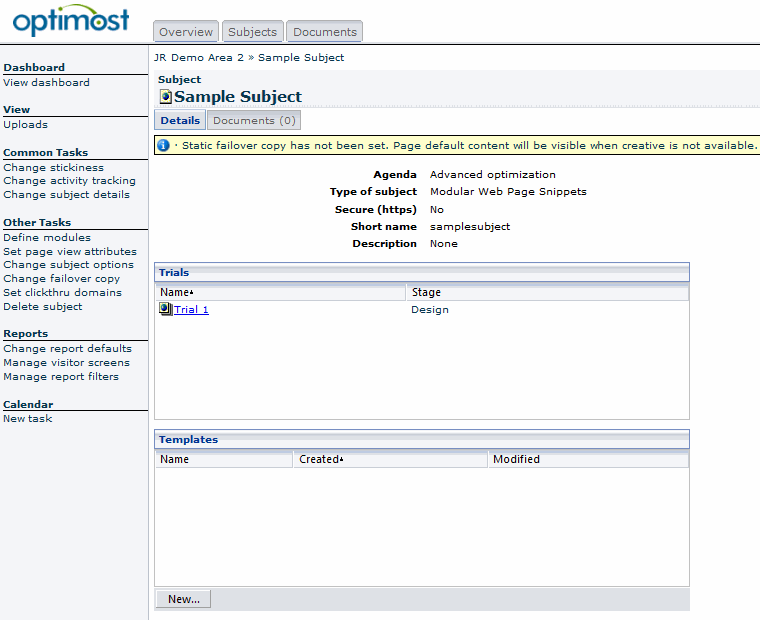 optimost
Overview
Subjects
Documents
JR Demo Area 2 » Sample Subject
Dashboard
View dashboard
View
Uploads
Common Tasks
Change stickiness
Change activity tracking
Change subject details
Other Tasks
Define modules
Set page view attributes
Change subject options
Change failover copy
Set clickthru domains
Delete subject
Reports
Change report defaults
Manage visitor screens
Manage report filters
Calendar
New task
Subject
Sample Subject
Details
Documents (0)
· Static failover copy has not been set. Page default content will be visible when creative is not available.
Agenda Advanced optimization
Type of subject Modular Web Page Snippets
Secure (https) No
Short name samplesubject
Description None
Trials
Name Stage
Trial 1 Design
Templates
Name Created Modified
New...